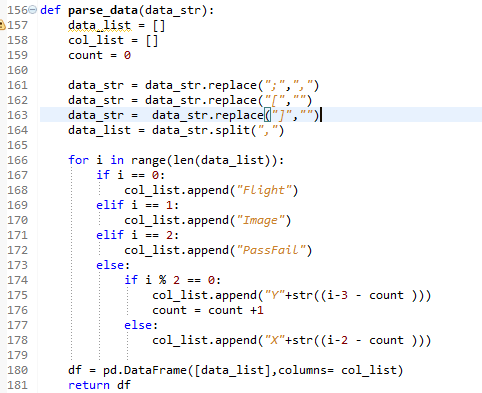 156 def parse_data(data_str):
157     data_list = []
158     col_list = []
159     count = 0
160
161     data_str = data_str.replace(";",",")
162     data_str = data_str.replace("[","")
163     data_str =  data_str.replace("]","")
164     data_list = data_str.split(",")
165
166     for i in range(len(data_list)):
167         if i == 0:
168             col_list.append("Flight")
169         elif i == 1:
170             col_list.append("Image")
171         elif i == 2:
172             col_list.append("PassFail")
173         else:
174             if i % 2 == 0:
175                 col_list.append("Y"+str((i-3 - count )))
176                 count = count +1
177             else:
178                 col_list.append("X"+str((i-2 - count )))
179
180     df = pd.DataFrame([data_list],columns= col_list)
181     return df